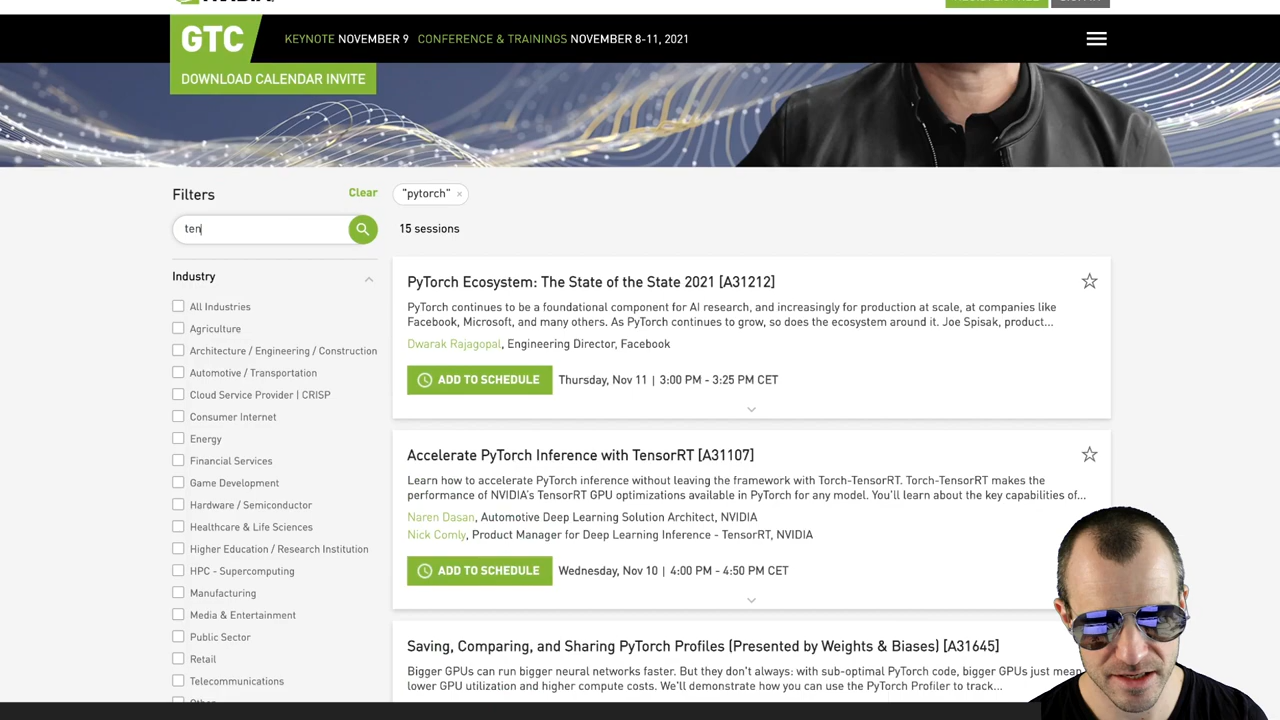 GTC
KEYNOTE NOVEMBER 9 CONFERENCE & TRAININGS NOVEMBER 8-11, 2021
DOWNLOAD CALENDAR INVITE
Filters
Clear
"pytorch" ×
ten
15 sessions
Industry
All Industries
Agriculture
Architecture / Engineering / Construction
Automotive / Transportation
Cloud Service Provider | CRISP
Consumer Internet
Energy
Financial Services
Game Development
Hardware / Semiconductor
Healthcare & Life Sciences
Higher Education / Research Institution
HPC - Supercomputing
Manufacturing
Media & Entertainment
Public Sector
Retail
Telecommunications
PyTorch Ecosystem: The State of the State 2021 [A31212]
PyTorch continues to be a foundational component for AI research, and increasingly for production at scale, at companies like
Facebook, Microsoft, and many others. As PyTorch continues to grow, so does the ecosystem around it. Joe Spisak, product...
Dwarak Rajagopal, Engineering Director, Facebook
ADD TO SCHEDULE Thursday, Nov 11 | 3:00 PM - 3:25 PM CET
Accelerate PyTorch Inference with TensorRT [A31107]
Learn how to accelerate PyTorch inference without leaving the framework with Torch-TensorRT. Torch-TensorRT makes the
performance of NVIDIA's TensorRT GPU optimizations available in PyTorch for any model. You'll learn about the key capabilities of...
Naren Dasan, Automotive Deep Learning Solution Architect, NVIDIA
Nick Comly, Product Manager for Deep Learning Inference - TensorRT, NVIDIA
ADD TO SCHEDULE Wednesday, Nov 10 | 4:00 PM - 4:50 PM CET
Saving, Comparing, and Sharing PyTorch Profiles (Presented by Weights & Biases) [A31645]
Bigger GPUs can run bigger neural networks faster. But they don't always: with sub-optimal PyTorch code, bigger GPUs just mean
lower GPU utilization and higher compute costs. We'll demonstrate how you can use the PyTorch Profiler to track...